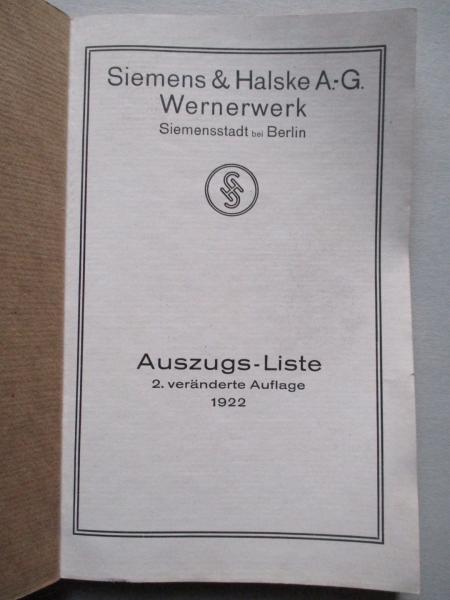 Siemens & Halske A.-G.
Wernerwerk
Siemensstadt bei Berlin
Auszugs-Liste
2. veränderte Auflage
1922